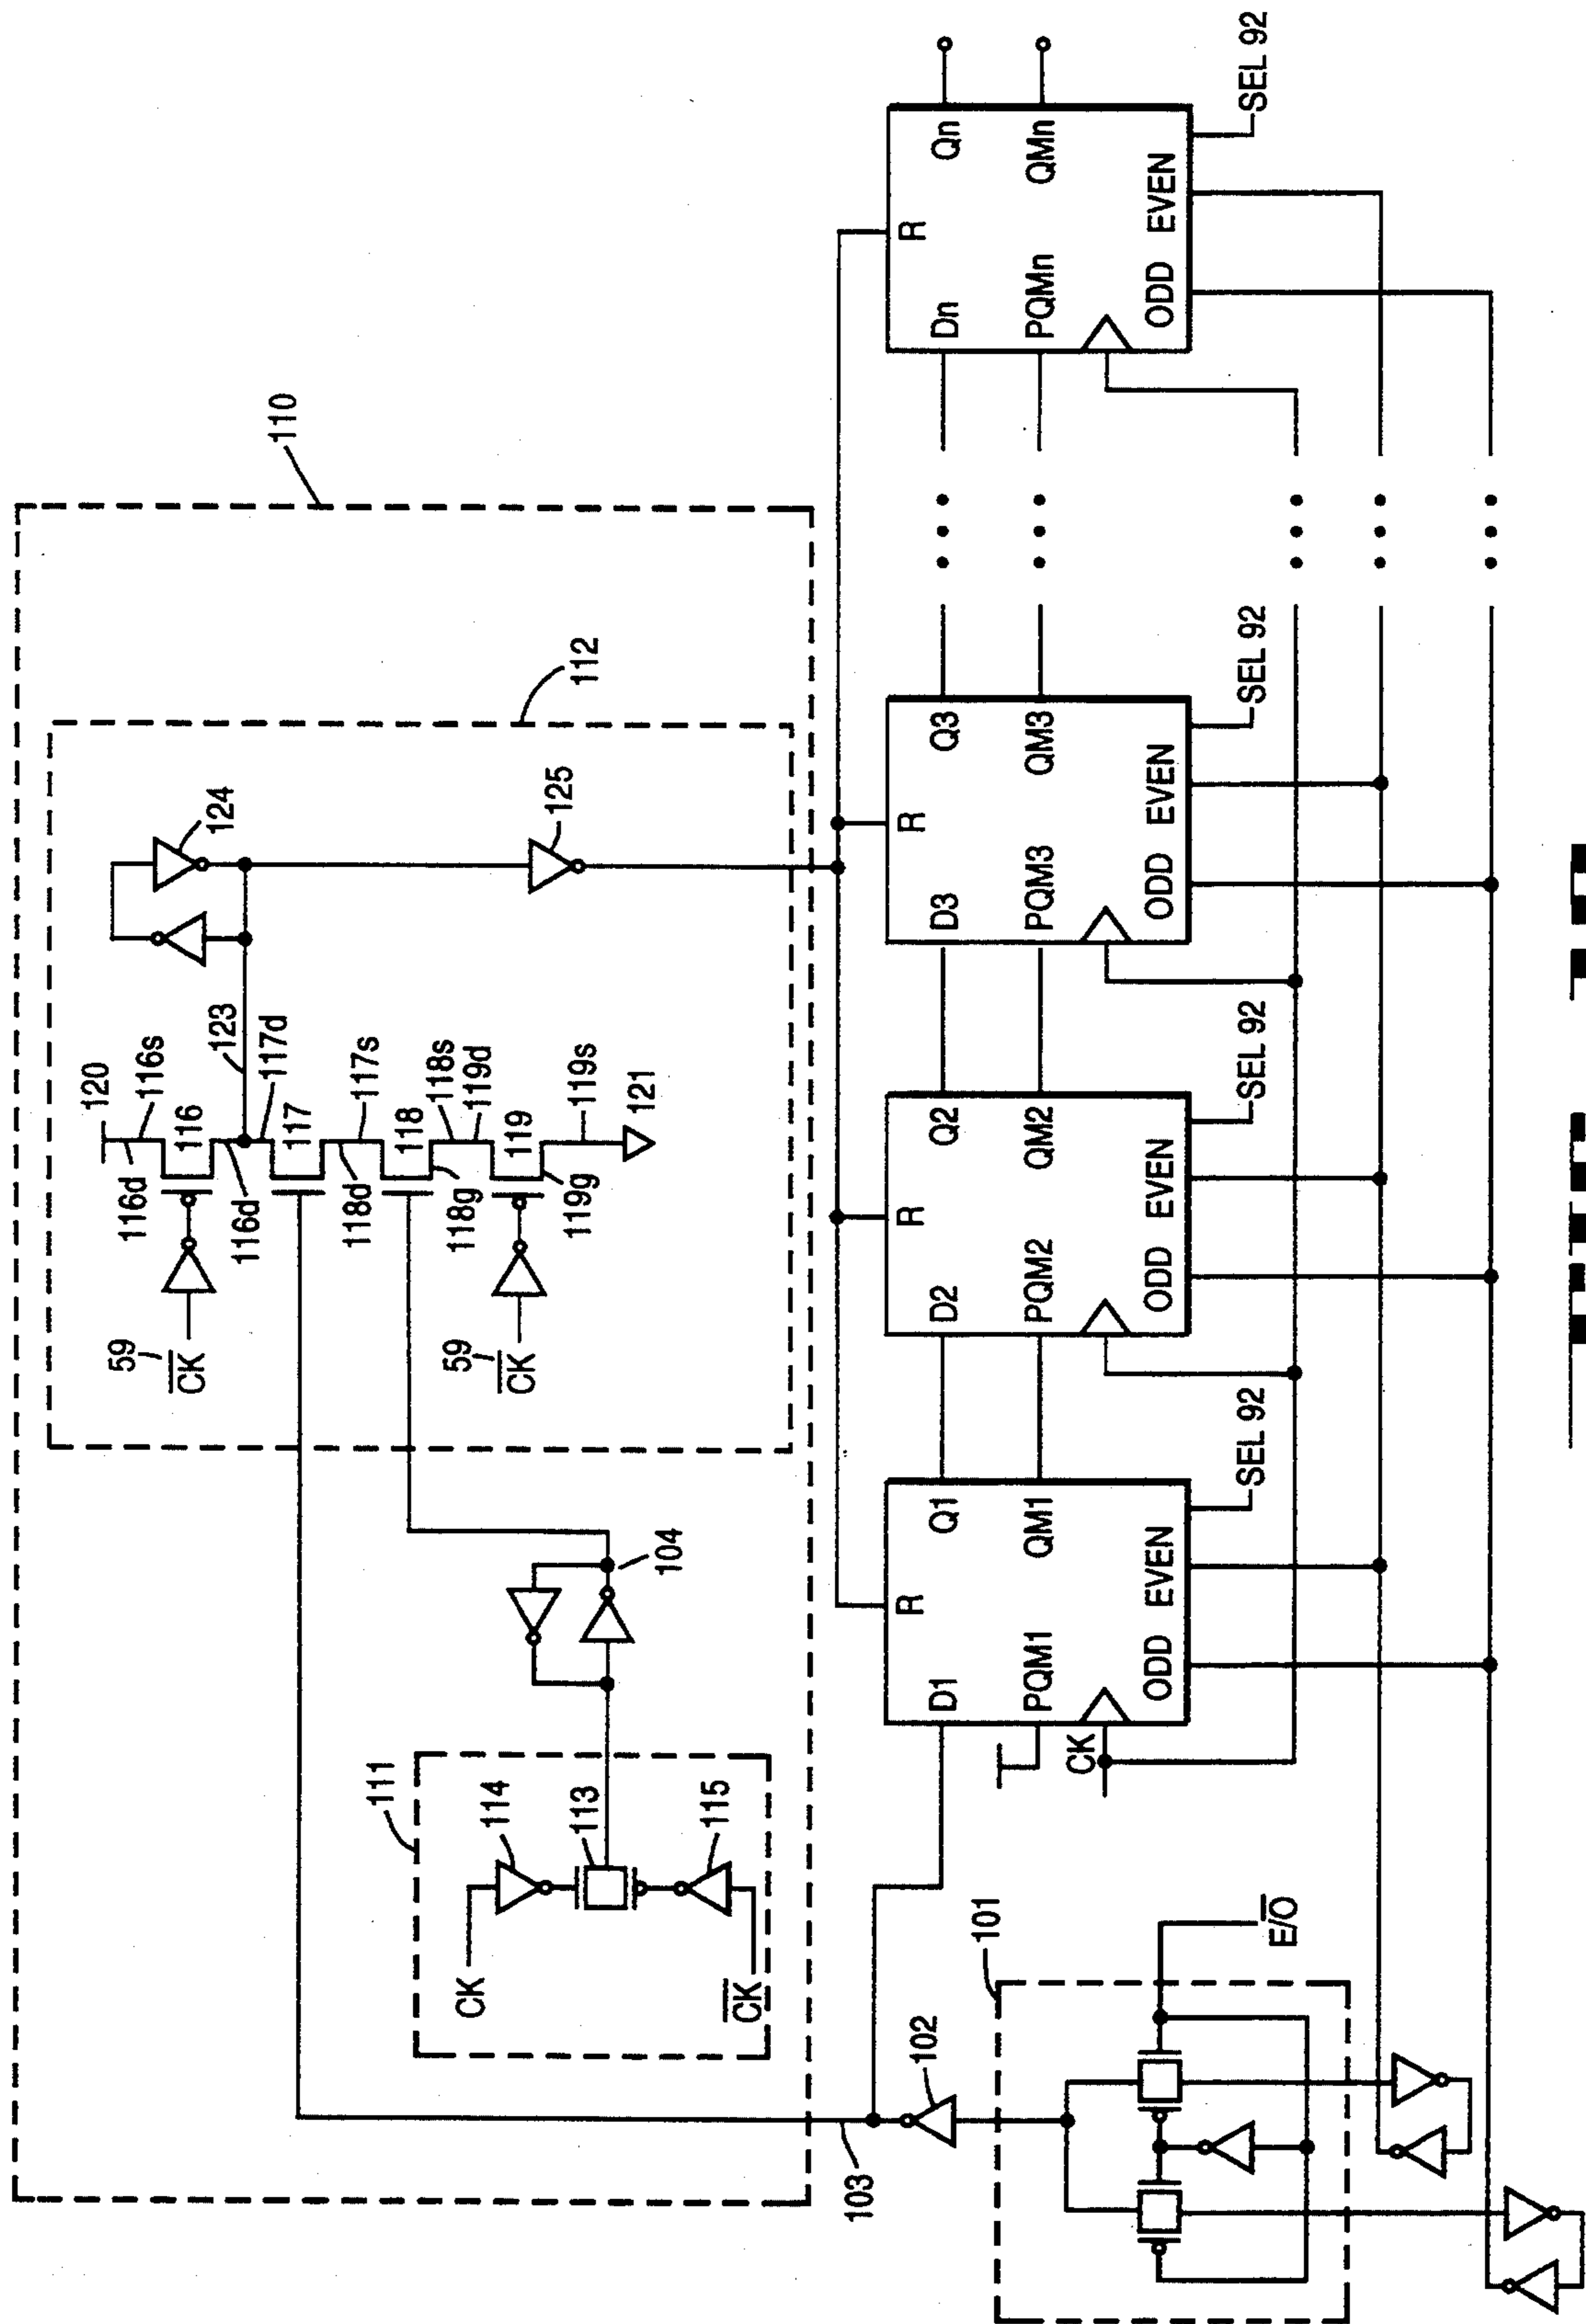 110
112
120
116s
116d
116
123
117d
116d
117
117s
118d
118
118s
118g
119d
119
119s
119g
121
124
125
59
CK
59
CK
104
111
114
113
115
CK
CK
103
102
101
E/O
R
D1
Q1
PQM1
QM1
CK
ODD
EVEN
SEL 92
R
D2
Q2
PQM2
QM2
ODD
EVEN
SEL 92
R
D3
Q3
PQM3
QM3
ODD
EVEN
SEL 92
R
Dn
Qn
PQMn
QMn
ODD
EVEN
SEL 92